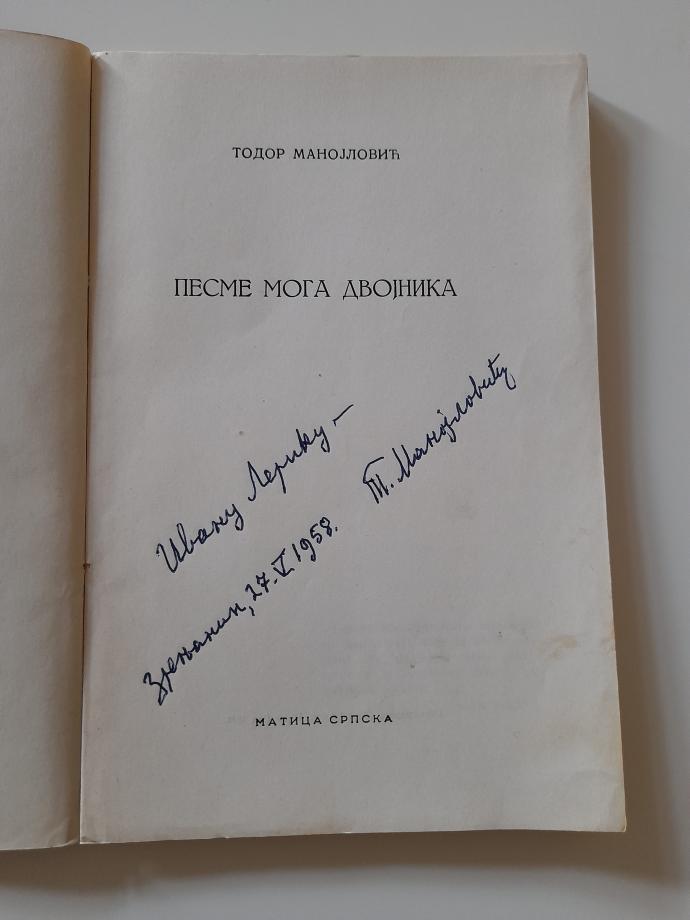 ТОДОР МАНОЈЛОВИЋ
ПЕСМЕ МОГА ДВОЈНИКА
Ивану Лерику —
Т. Манојловић
Зрењанин, 27. V 1958.
МАТИЦА СРПСКА